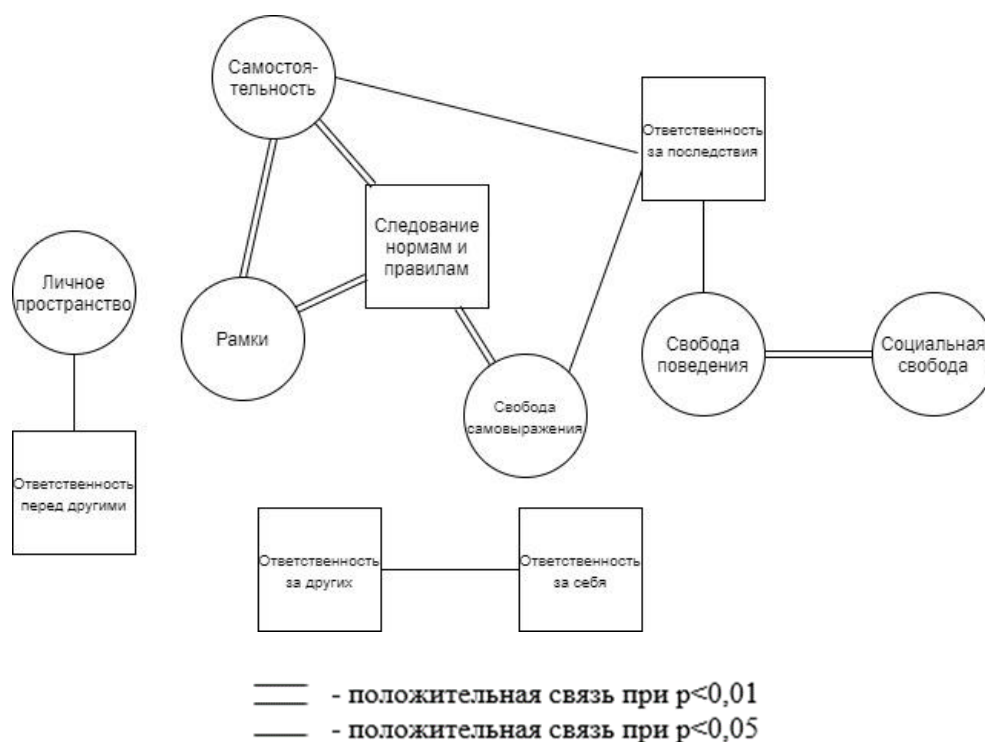 Самостоя-
тельность
Ответственность
за последствия
Следование
нормам и
правилам
Личное
пространство
Рамки
Свобода
поведения
Социальная
свобода
Свобода
самовыражения
Ответственность
перед другими
Ответственность
за других
Ответственность
за себя
- положительная связь при p<0,01
- положительная связь при p<0,05